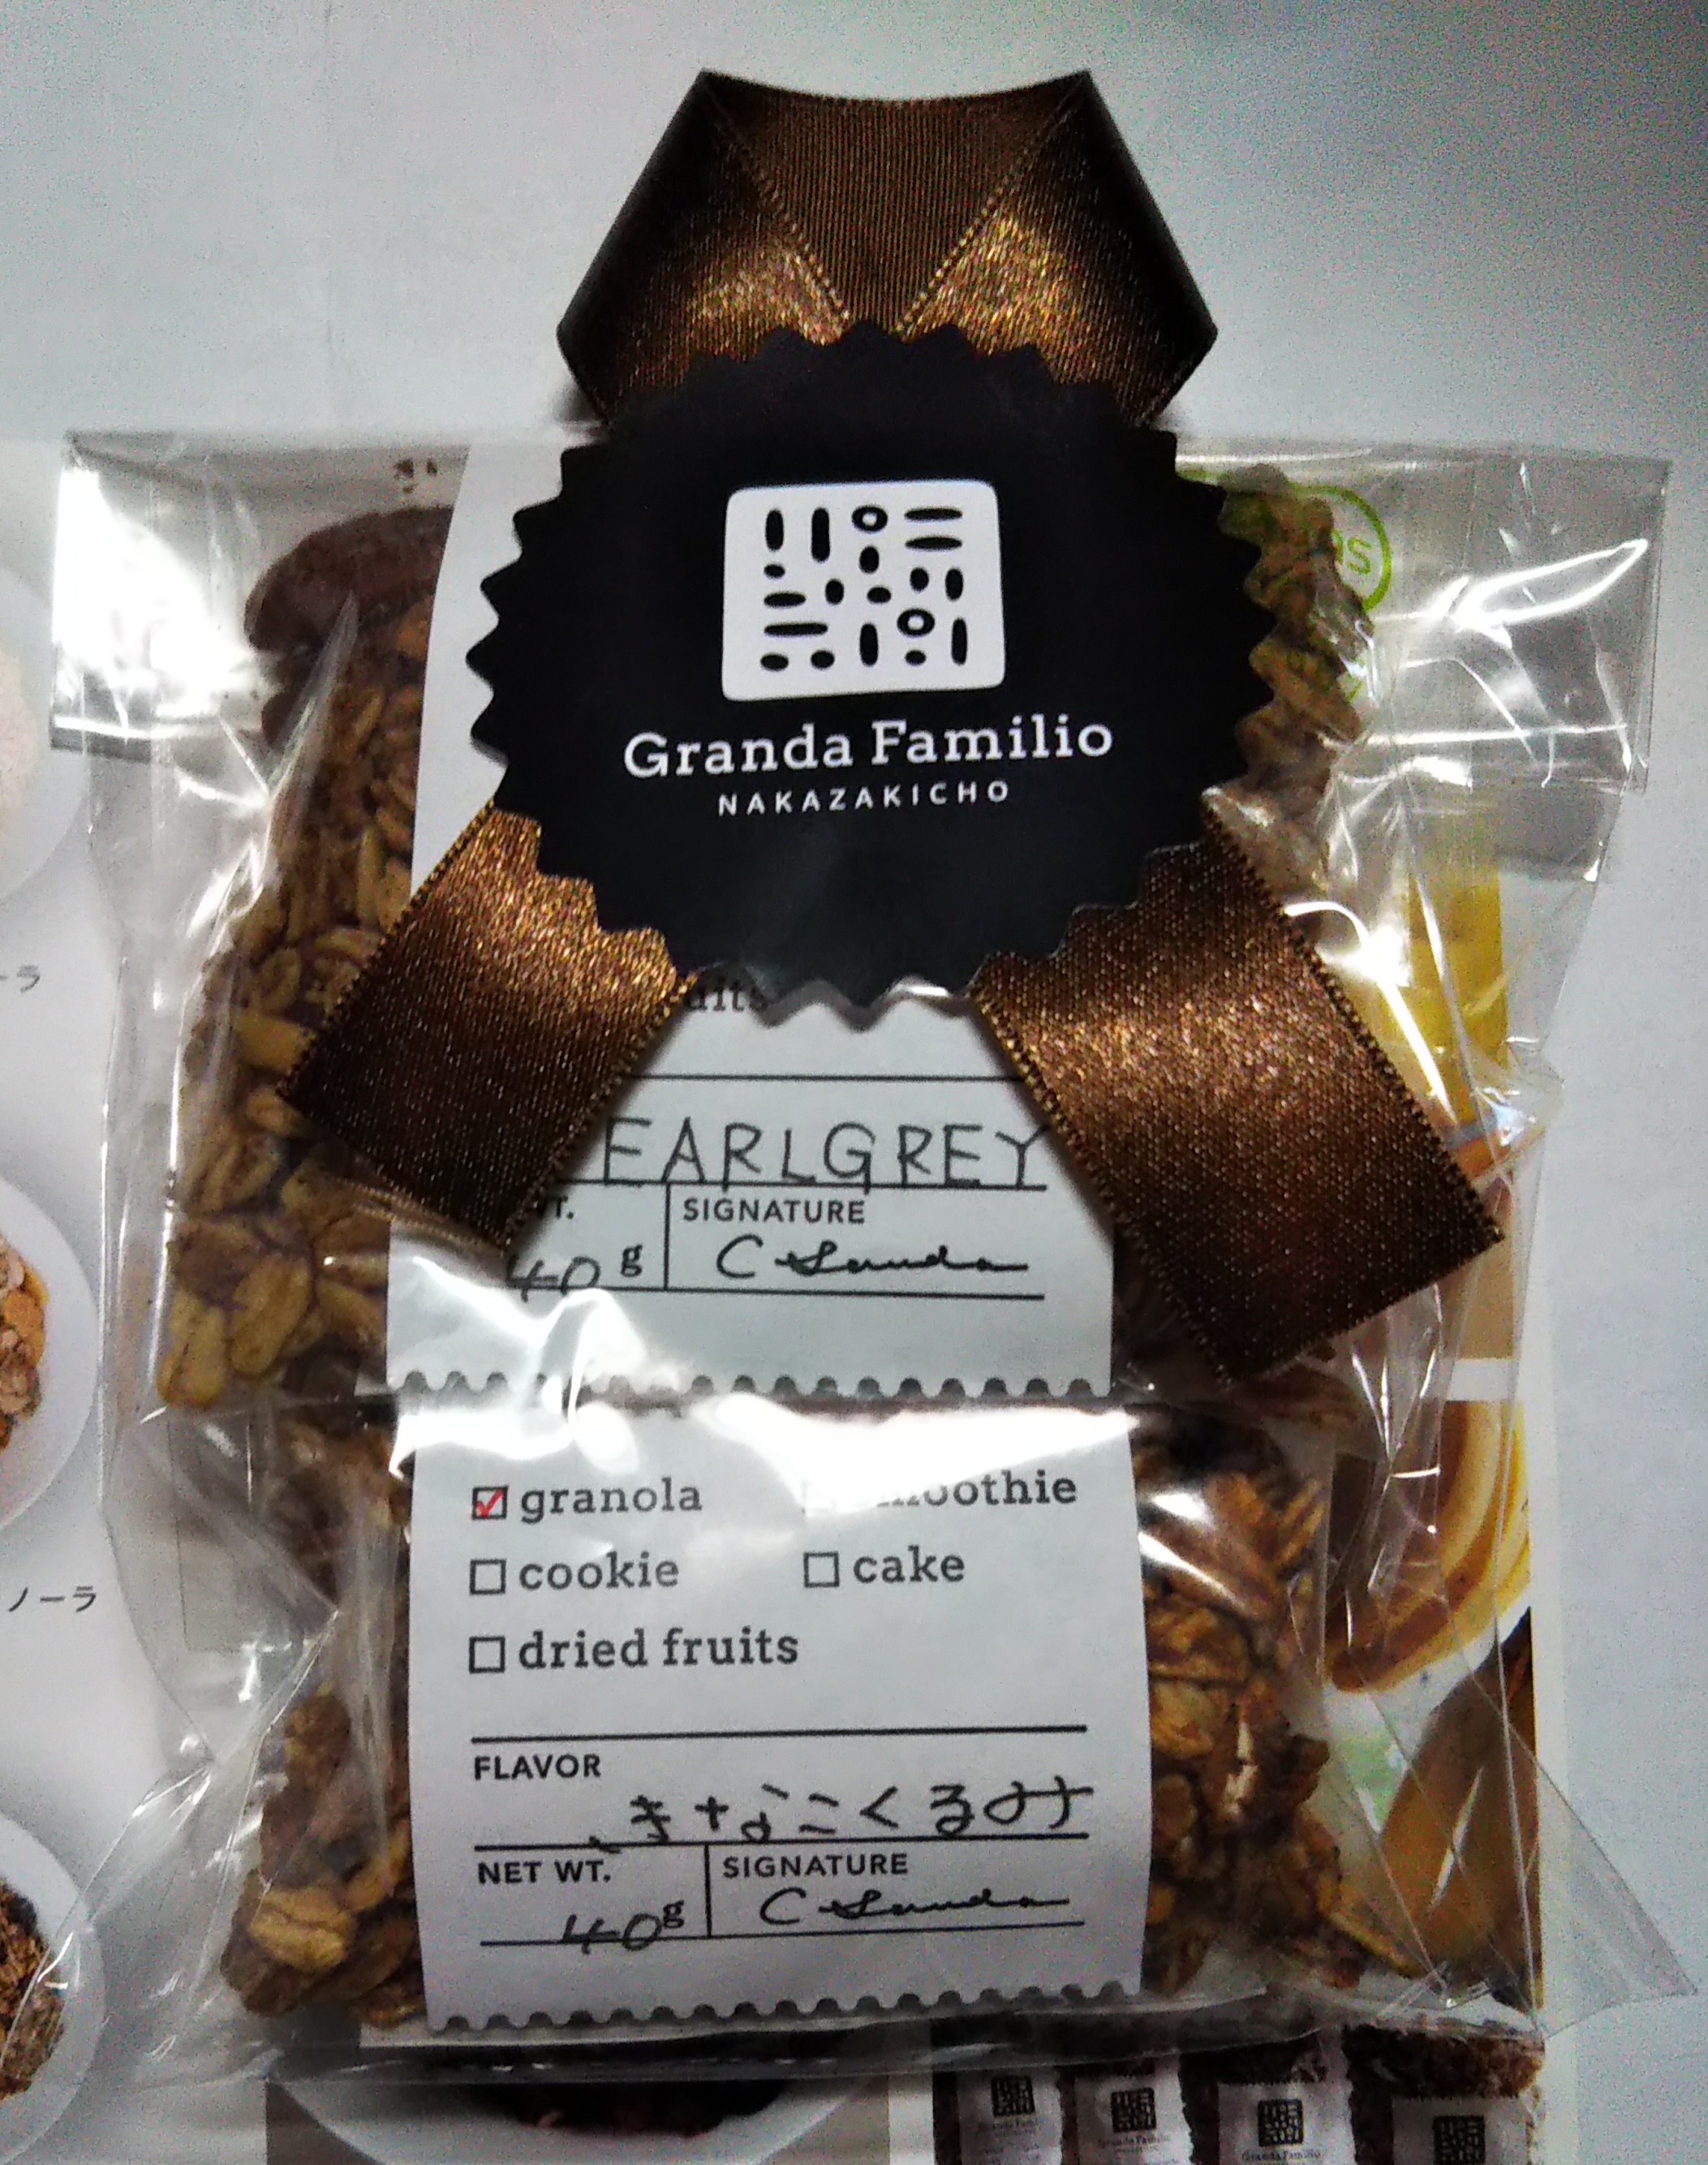 Granda Familio
NAKAZAKICHO
EARLGREY
SIGNATURE
40g
granola
cookie
cake
dried fruits
FLAVOR
きなこくるみ
NET WT.
SIGNATURE
40g